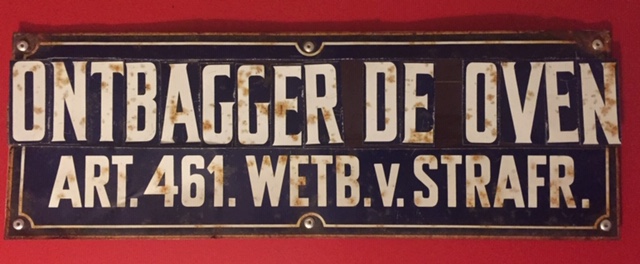 ONTBAGGER DE OVEN
ART. 461. WETB. V. STRAFR.